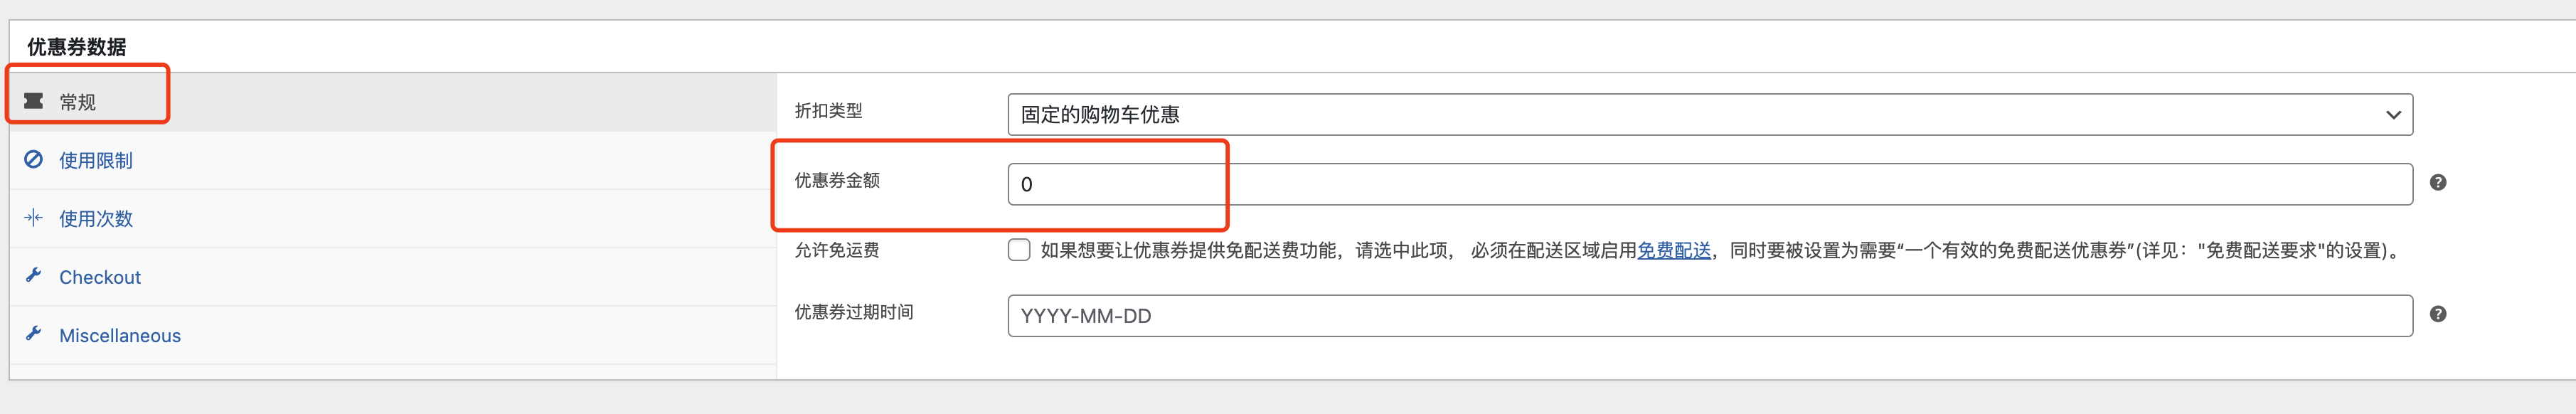 优惠券数据
常规
使用限制
使用次数
Checkout
Miscellaneous
折扣类型
固定的购物车优惠
优惠券金额
0
允许免运费
如果想要让优惠券提供免配送费功能，请选中此项， 必须在配送区域启用免费配送，同时要被设置为需要“一个有效的免费配送优惠券”(详见："免费配送要求"的设置)。
优惠券过期时间
YYYY-MM-DD